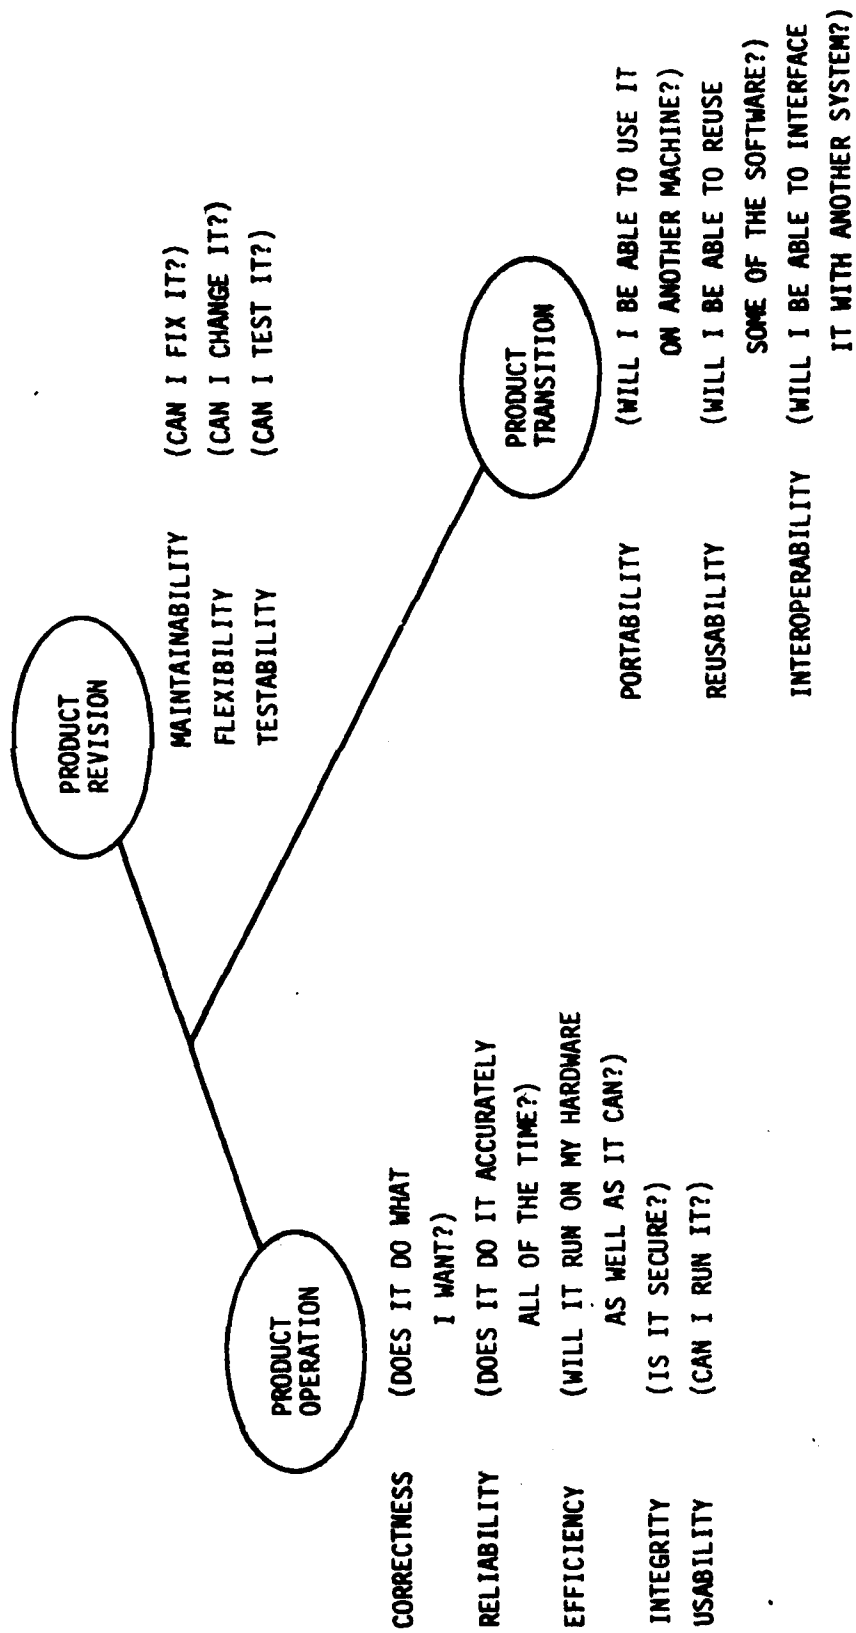 PRODUCT
REVISION
MAINTAINABILITY (CAN I FIX IT?)
FLEXIBILITY (CAN I CHANGE IT?)
TESTABILITY (CAN I TEST IT?)
PRODUCT
OPERATION
CORRECTNESS (DOES IT DO WHAT
I WANT?)
RELIABILITY (DOES IT DO IT ACCURATELY
ALL OF THE TIME?)
EFFICIENCY (WILL IT RUN ON MY HARDWARE
AS WELL AS IT CAN?)
INTEGRITY (IS IT SECURE?)
USABILITY (CAN I RUN IT?)
PRODUCT
TRANSITION
PORTABILITY (WILL I BE ABLE TO USE IT
ON ANOTHER MACHINE?)
REUSABILITY (WILL I BE ABLE TO REUSE
SOME OF THE SOFTWARE?)
INTEROPERABILITY (WILL I BE ABLE TO INTERFACE
IT WITH ANOTHER SYSTEM?)